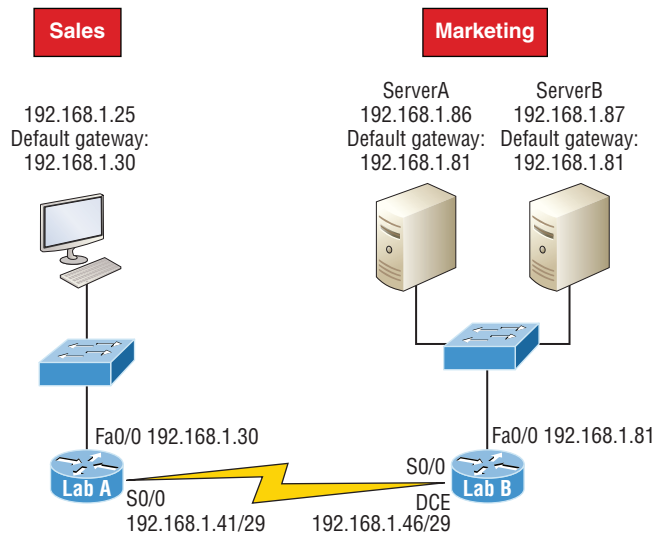 Sales
Marketing
192.168.1.25
Default gateway:
192.168.1.30
ServerA
192.168.1.86
Default gateway:
192.168.1.81
ServerB
192.168.1.87
Default gateway:
192.168.1.81
Fa0/0 192.168.1.30
Fa0/0 192.168.1.81
Lab A
S0/0
192.168.1.41/29
S0/0
DCE
192.168.1.46/29
Lab B